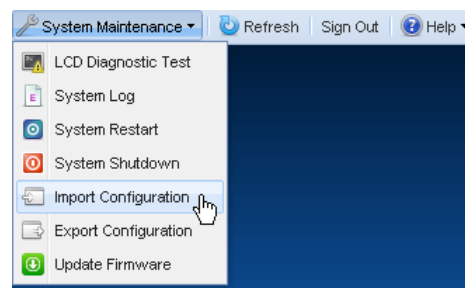 System Maintenance Refresh Sign Out Help
LCD Diagnostic Test
System Log
System Restart
System Shutdown
Import Configuration
Export Configuration
Update Firmware